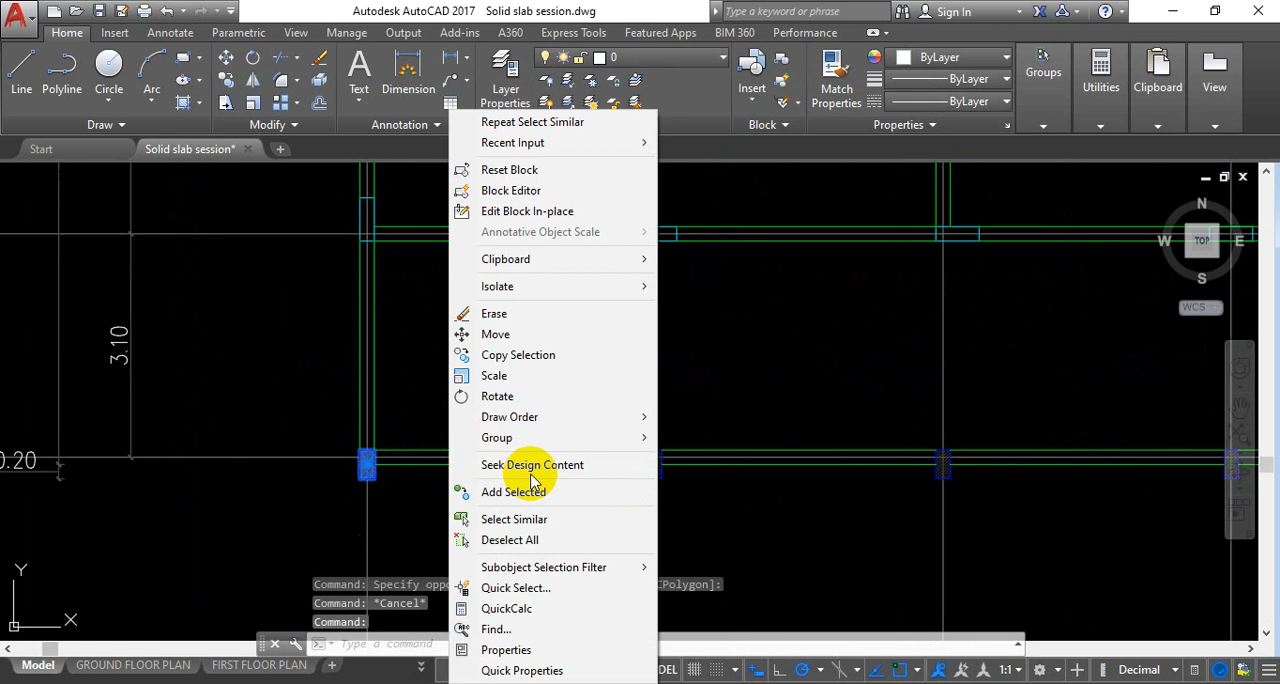 Autodesk AutoCAD 2017 Solid slab session.dwg
Type a keyword or phrase
Sign In
Home Insert Annotate Parametric View Manage Output Add-ins A360 Express Tools Featured Apps BIM 360 Performance
0
ByLayer
ByLayer
ByLayer
Line Polyline Circle Arc Text Dimension Layer Properties Insert Match Properties Groups Utilities Clipboard View
Draw Modify Annotation Block Properties
Start Solid slab session*
Repeat Select Similar
Recent Input
Reset Block
Block Editor
Edit Block In-place
Annotative Object Scale
Clipboard
Isolate
Erase
Move
Copy Selection
Scale
Rotate
Draw Order
Group
Seek Design Content
Add Selected
Select Similar
Deselect All
Subobject Selection Filter
Quick Select...
QuickCalc
Find...
Properties
Quick Properties
N
W TOP E
S
WCS
3.10
0.20
Y
X
Command: Specify oppo
CPolygon]:
Command: *Cancel*
Command:
Type a command
Model GROUND FLOOR PLAN FIRST FLOOR PLAN
DEL
1:1
Decimal